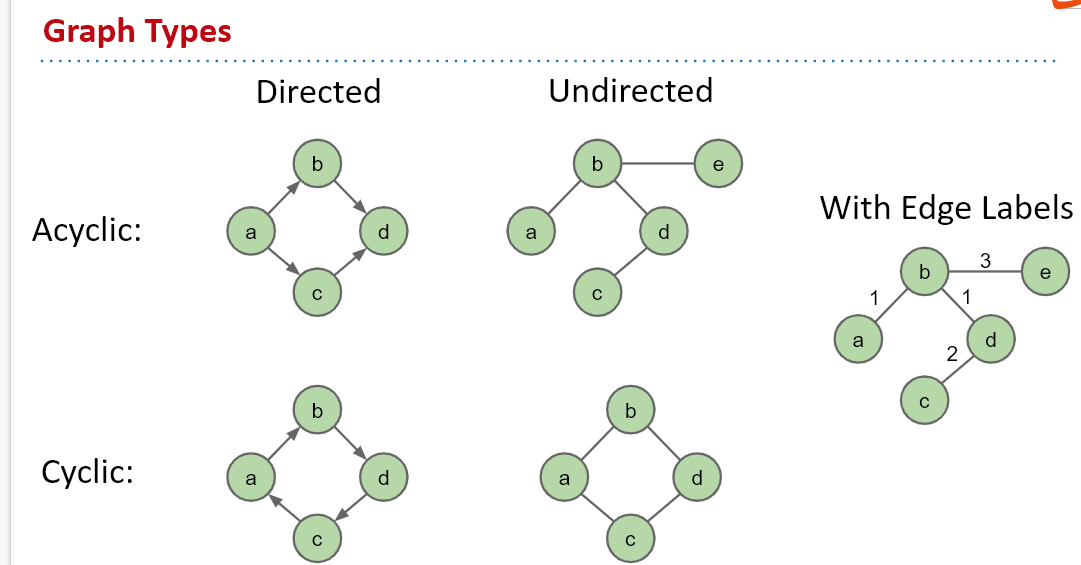 Graph Types
Directed
Undirected
With Edge Labels
Acyclic:
b
a
d
c
b
e
a
d
c
b
3
e
1
1
a
d
2
c
Cyclic:
b
a
d
c
b
a
d
c